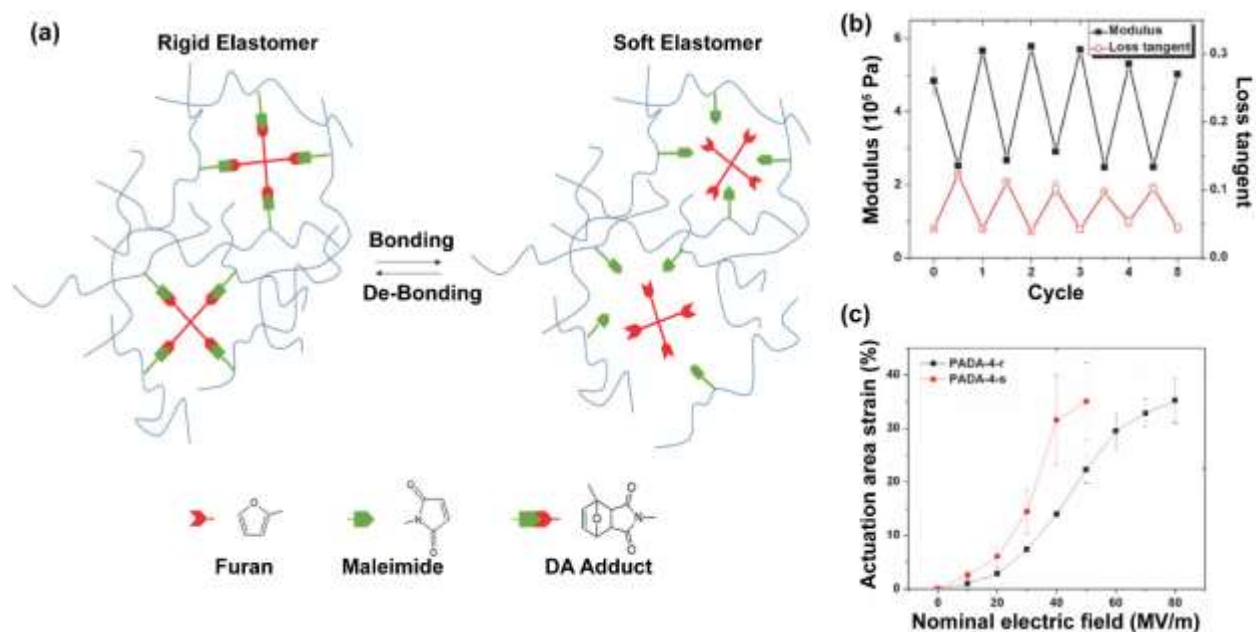 (a)
Rigid Elastomer
Soft Elastomer
Bonding
De-Bonding
Furan
Maleimide
DA Adduct
O
O
N
O
O
O
N
O
(b)
Modulus
Loss tangent
Modulus (10⁵ Pa)
6
4
2
0
0.3
0.2
0.1
0.0
Loss tangent
0 1 2 3 4 5
Cycle
(c)
PADA-4-r
PADA-4-s
Actuation area strain (%)
40
30
20
10
0
0 20 40 60 80
Nominal electric field (MV/m)